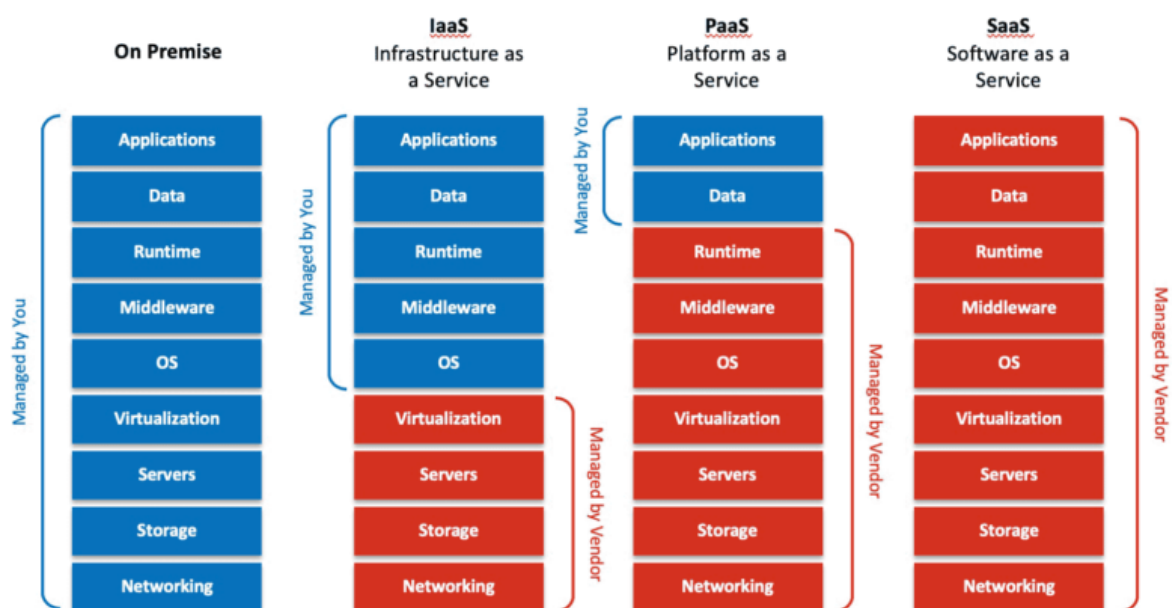 On Premise
Managed by You
Applications
Data
Runtime
Middleware
OS
Virtualization
Servers
Storage
Networking
IaaS
Infrastructure as
a Service
Managed by You
Applications
Data
Runtime
Middleware
OS
Virtualization
Servers
Storage
Networking
Managed by Vendor
PaaS
Platform as a
Service
Managed by You
Applications
Data
Runtime
Middleware
OS
Virtualization
Servers
Storage
Networking
Managed by Vendor
SaaS
Software as a
Service
Applications
Data
Runtime
Middleware
OS
Virtualization
Servers
Storage
Networking
Managed by Vendor